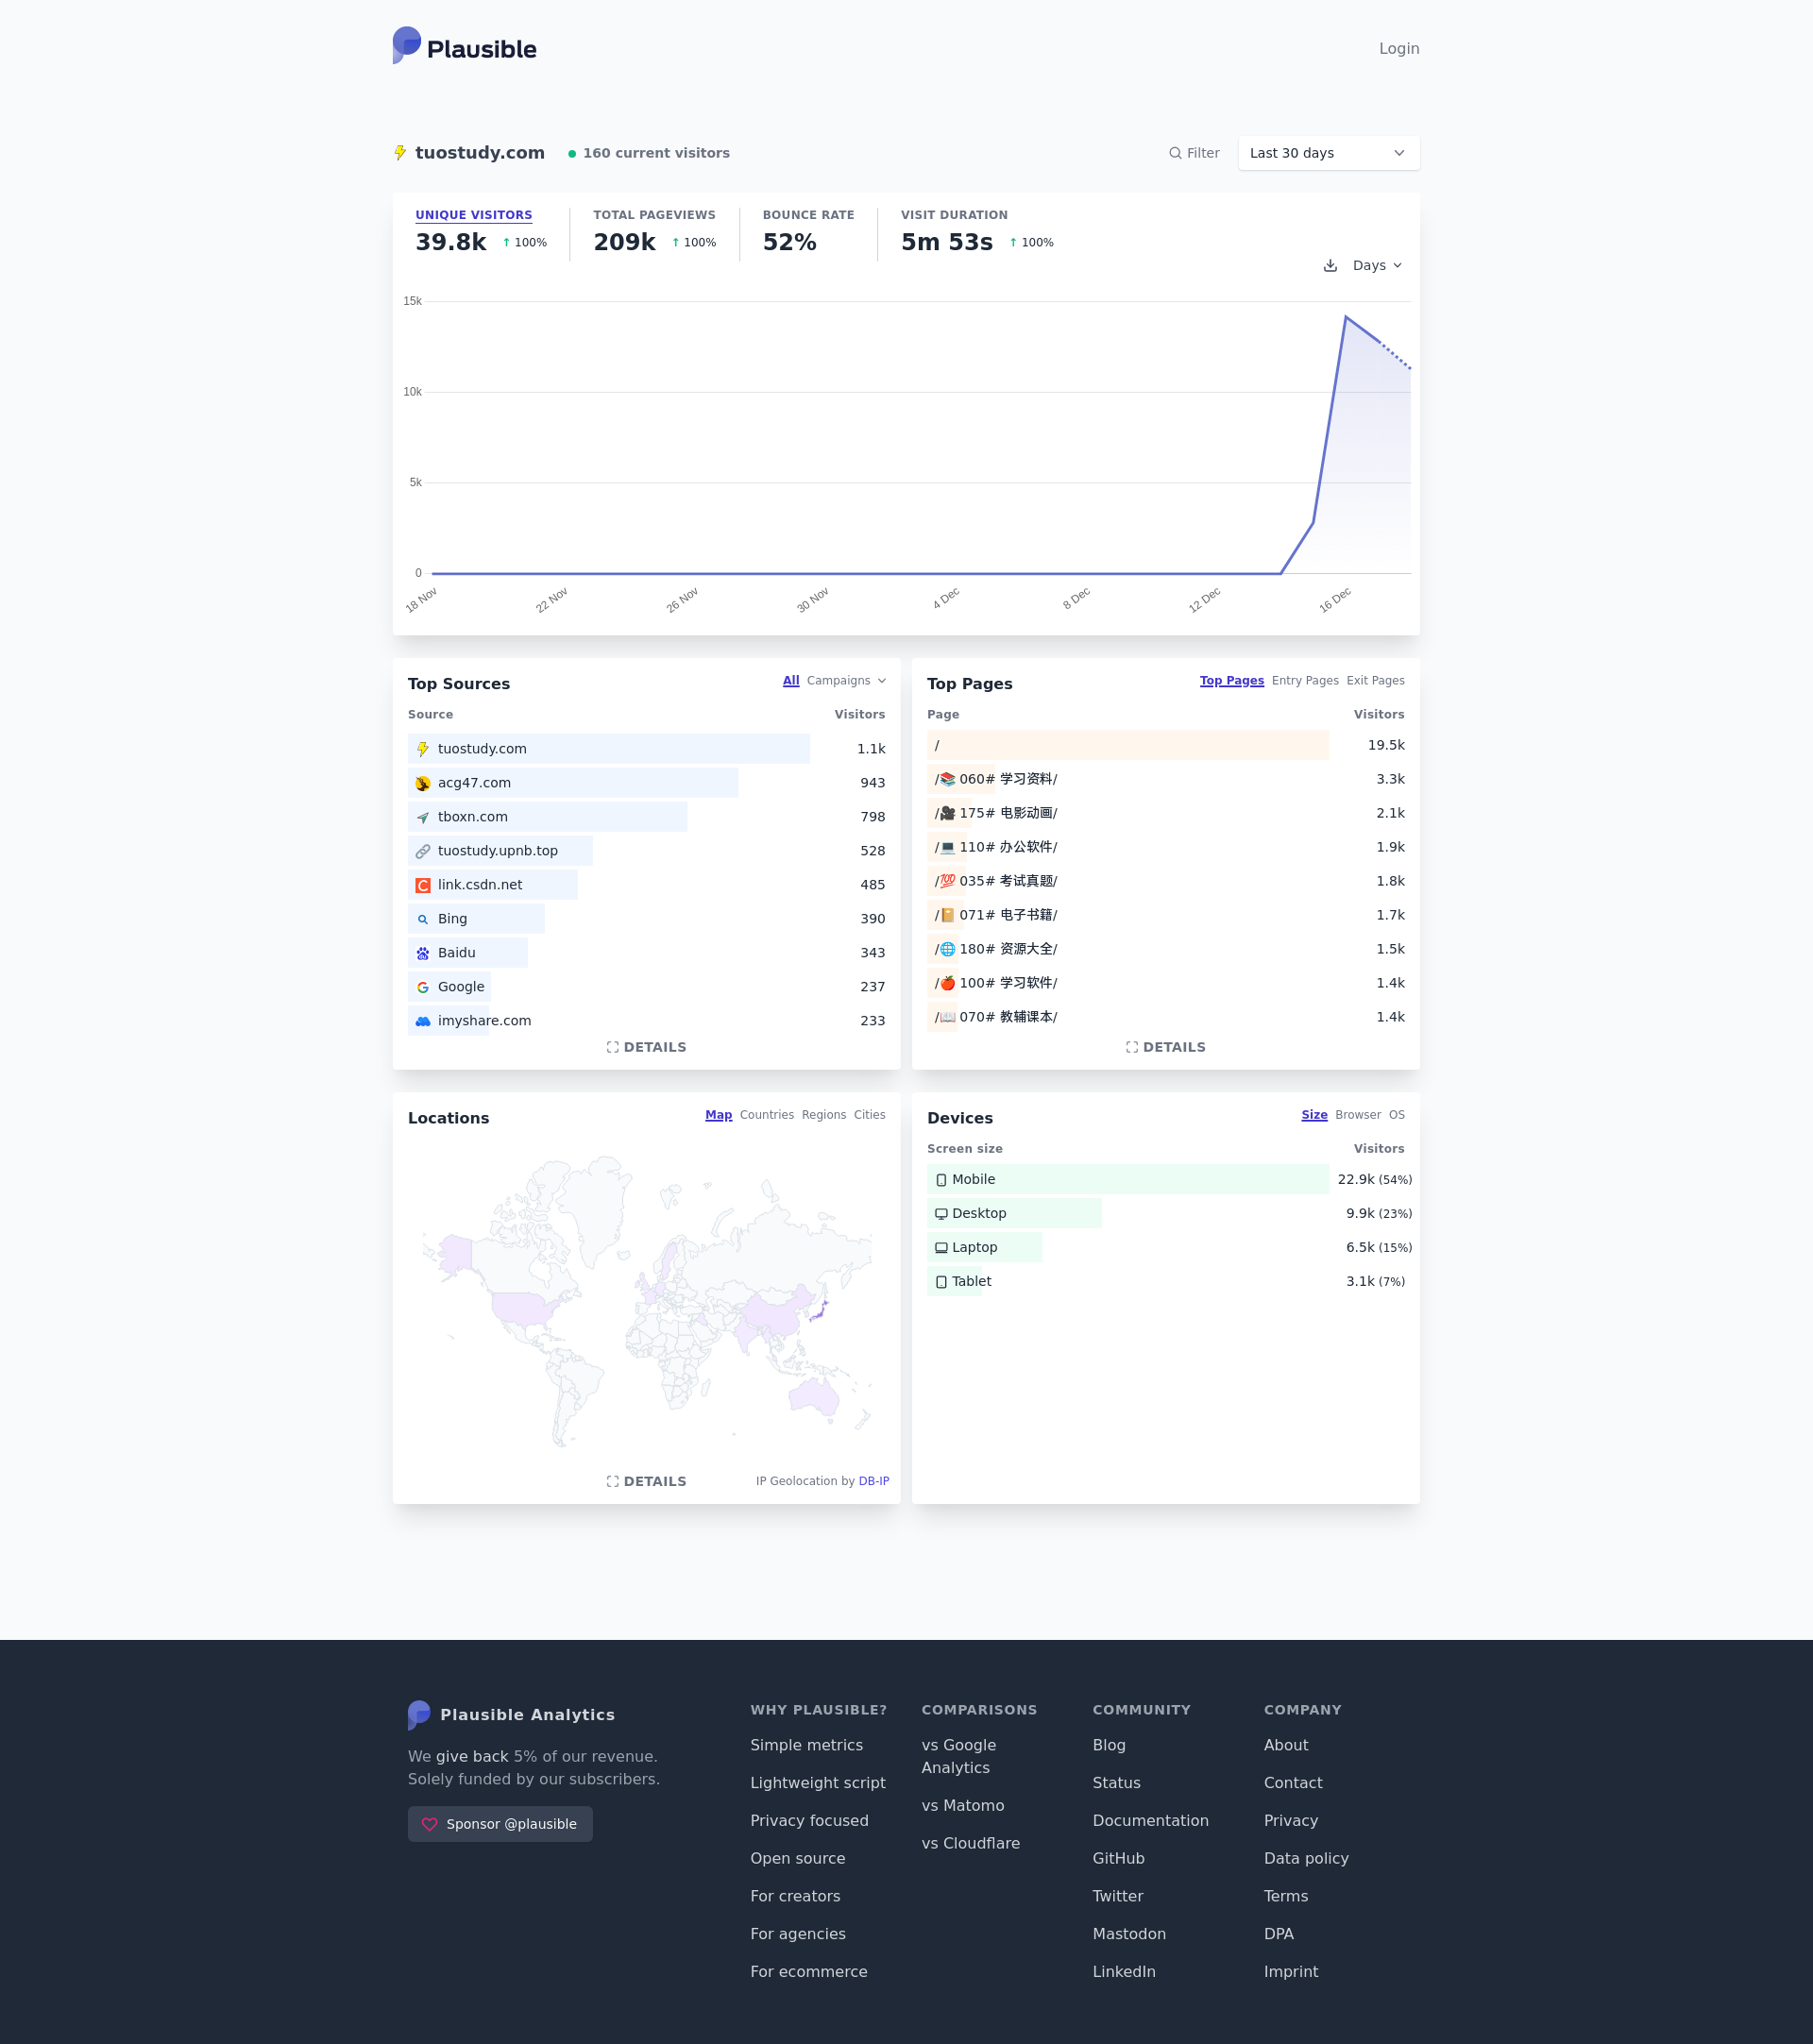 Plausible
Login
tuostudy.com
160 current visitors
Filter
Last 30 days
UNIQUE VISITORS
39.8k ↑ 100%
TOTAL PAGEVIEWS
209k ↑ 100%
BOUNCE RATE
52%
VISIT DURATION
5m 53s ↑ 100%
Days
15k
10k
5k
0
18 Nov
22 Nov
26 Nov
30 Nov
4 Dec
8 Dec
12 Dec
16 Dec
Top Sources
All Campaigns
Source Visitors
tuostudy.com 1.1k
acg47.com 943
tboxn.com 798
tuostudy.upnb.top 528
link.csdn.net 485
Bing 390
Baidu 343
Google 237
imyshare.com 233
DETAILS
Top Pages
Top Pages Entry Pages Exit Pages
Page Visitors
/ 19.5k
/📚 060# 学习资料/ 3.3k
/🎥 175# 电影动画/ 2.1k
/💻 110# 办公软件/ 1.9k
/💯 035# 考试真题/ 1.8k
/📔 071# 电子书籍/ 1.7k
/🌐 180# 资源大全/ 1.5k
/🍎 100# 学习软件/ 1.4k
/📖 070# 教辅课本/ 1.4k
DETAILS
Locations
Map Countries Regions Cities
DETAILS
IP Geolocation by DB-IP
Devices
Size Browser OS
Screen size Visitors
Mobile 22.9k (54%)
Desktop 9.9k (23%)
Laptop 6.5k (15%)
Tablet 3.1k (7%)
Plausible Analytics
We give back 5% of our revenue.
Solely funded by our subscribers.
Sponsor @plausible
WHY PLAUSIBLE?
Simple metrics
Lightweight script
Privacy focused
Open source
For creators
For agencies
For ecommerce
COMPARISONS
vs Google
Analytics
vs Matomo
vs Cloudflare
COMMUNITY
Blog
Status
Documentation
GitHub
Twitter
Mastodon
LinkedIn
COMPANY
About
Contact
Privacy
Data policy
Terms
DPA
Imprint